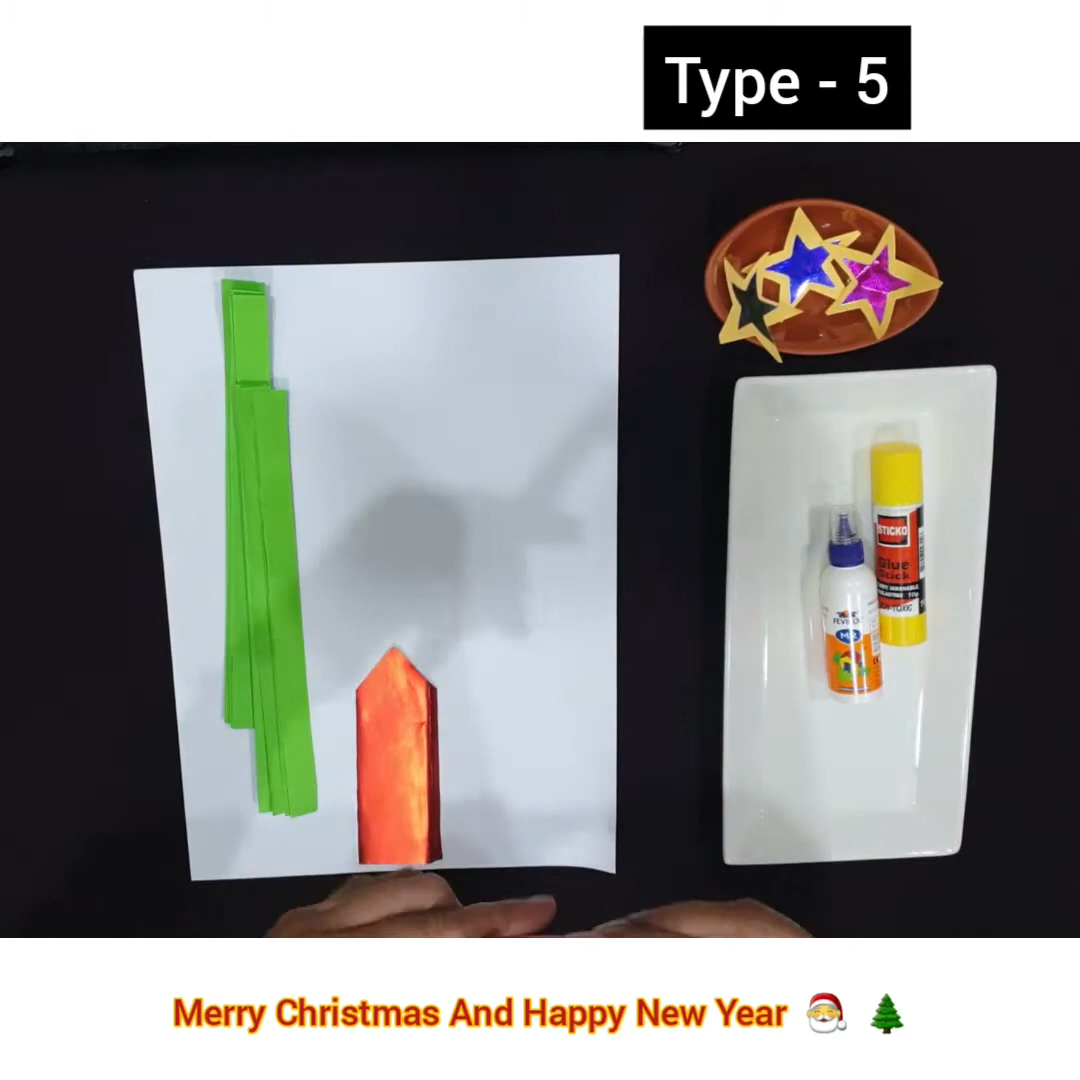 Type - 5
STICKO
Glue
Stick
Merry Christmas And Happy New Year 🎅 🎄